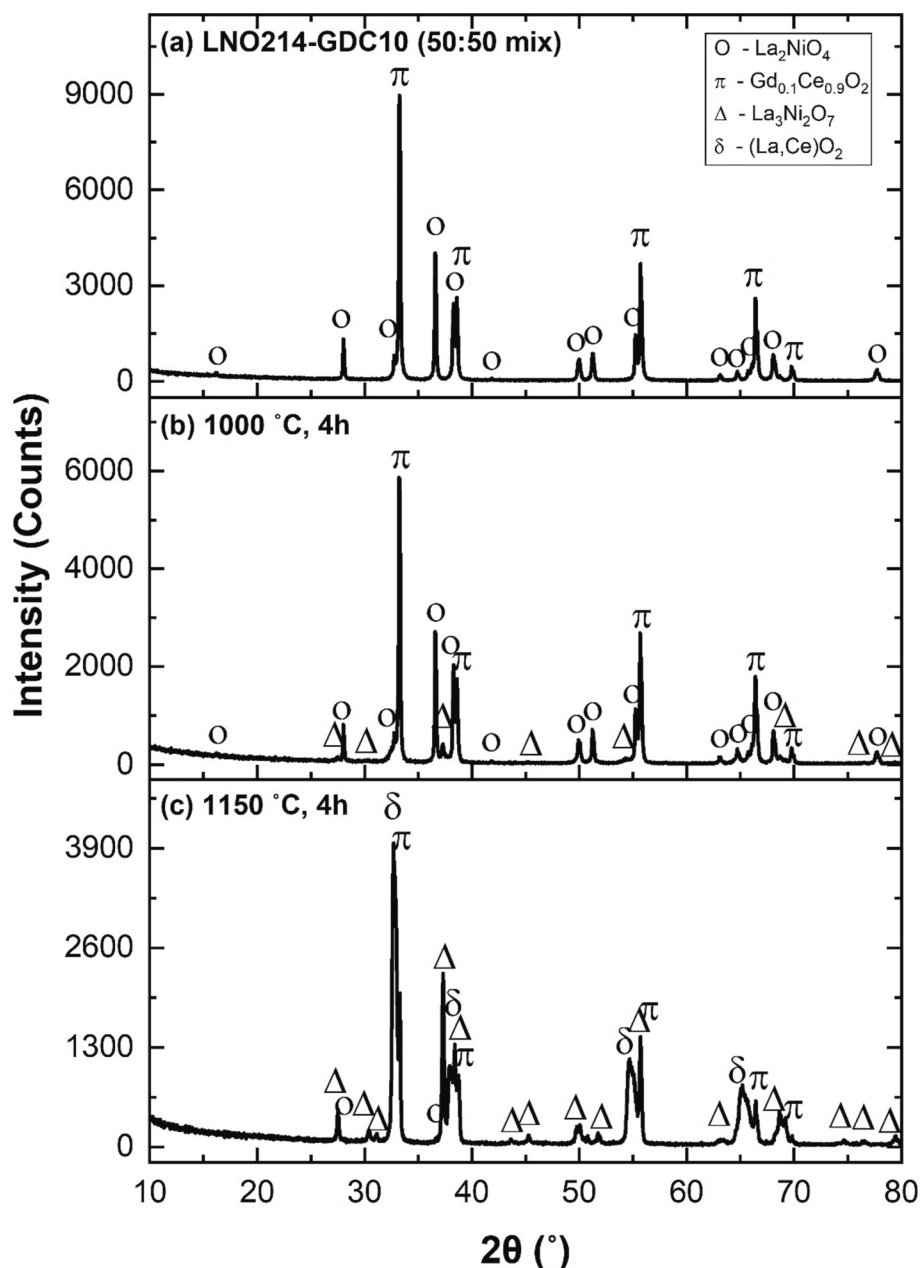 (a) LNO214-GDC10 (50:50 mix)
O - La₂NiO₄
π - Gd₀.₁Ce₀.₉O₂
Δ - La₃Ni₂O₇
δ - (La,Ce)O₂
π
9000
6000
O
π
π
3000
O
π
O
O
O
O
O
O
O
O
O
O
π
O
O
0
(b) 1000 ˚C, 4h
π
6000
4000
O
π
O
π
π
2000
O
O
Δ
Δ
O
Δ
O
Δ
O
O
Δ
O
O
O
O
O
Δ
π
Δ
O
Δ
0
(c) 1150 ˚C, 4h
δ
π
3900
2600
Δ
δ
Δ
π
π
Δ
δ
1300
δ
π
Δ
O
Δ
Δ
O
Δ
Δ
Δ
Δ
Δ
Δ
π
Δ
Δ
Δ
0
10 20 30 40 50 60 70 80
2θ (˚)
Intensity (Counts)